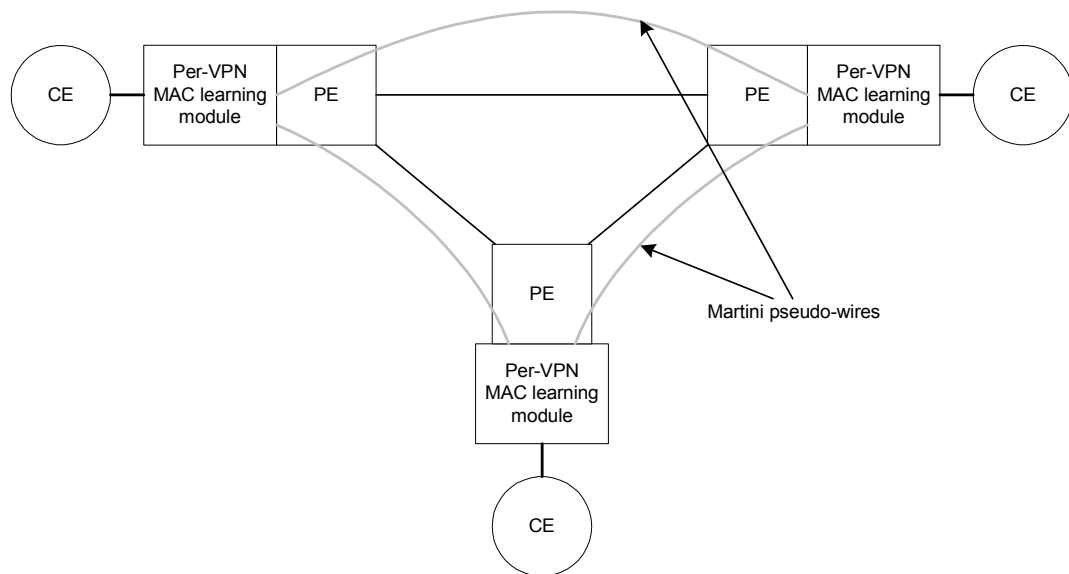 CE
Per-VPN
MAC learning
module
PE
PE
Per-VPN
MAC learning
module
CE
PE
Martini pseudo-wires
Per-VPN
MAC learning
module
CE